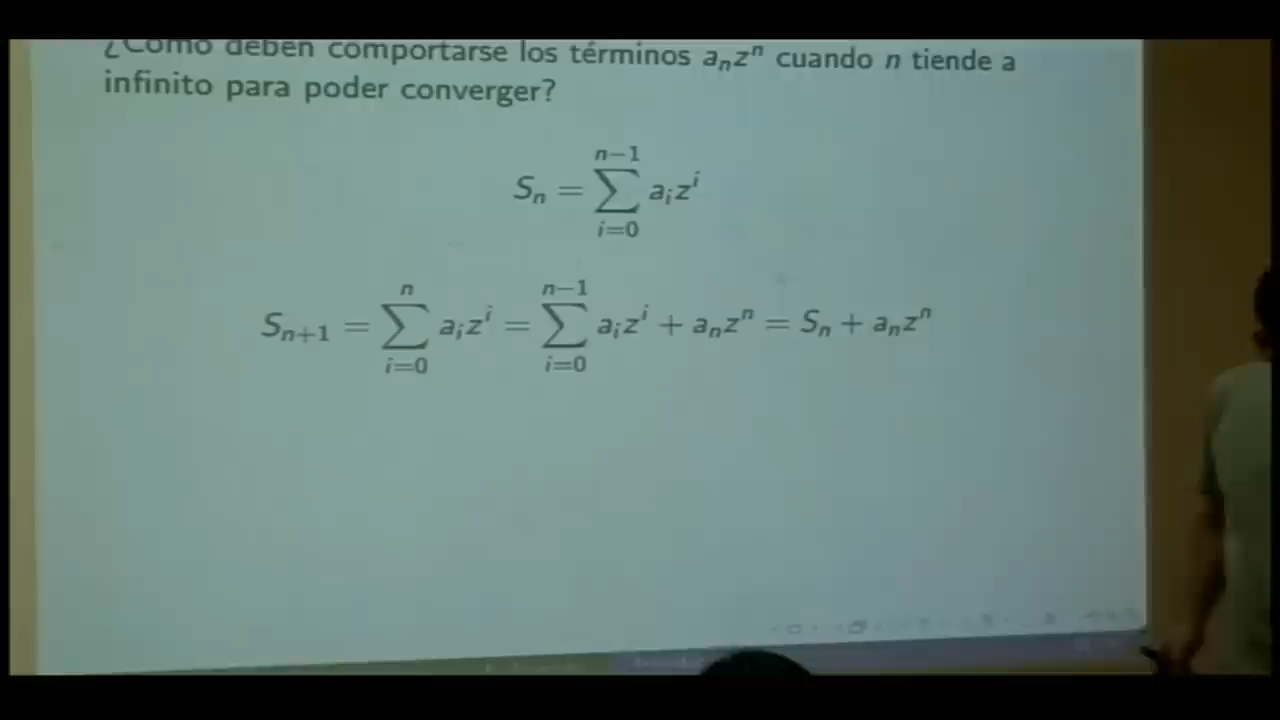 ¿Cómo deben comportarse los términos aₙzⁿ cuando n tiende a
infinito para poder converger?
Sₙ = ∑_{i=0}^{n−1} aᵢzⁱ
Sₙ₊₁ = ∑_{i=0}^{n} aᵢzⁱ = ∑_{i=0}^{n−1} aᵢzⁱ + aₙzⁿ = Sₙ + aₙzⁿ